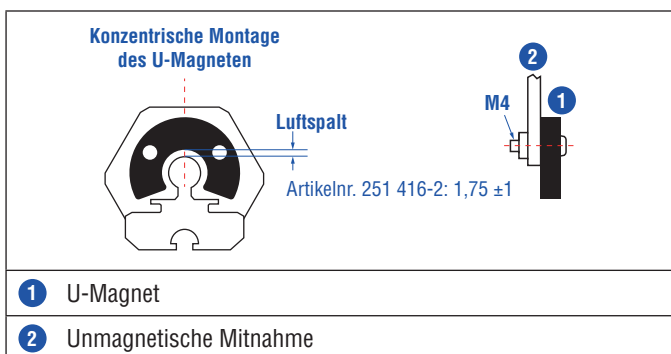 Konzentrische Montage
des U-Magneten
Luftspalt
Artikelnr. 251 416-2: 1,75 ±1
2
1
M4
1 U-Magnet
2 Unmagnetische Mitnahme